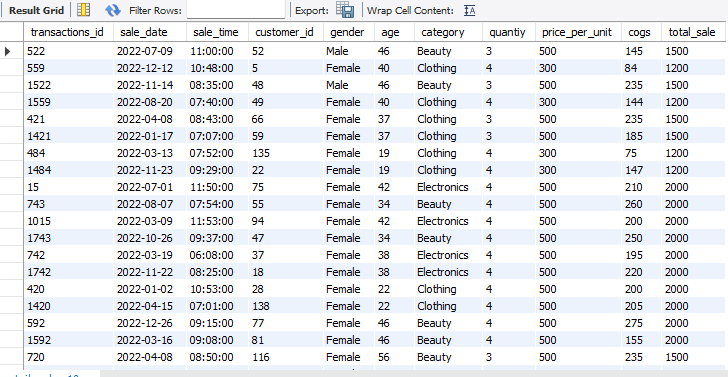 Result Grid Filter Rows: Export: Wrap Cell Content:
transactions_id sale_date sale_time customer_id gender age category quantiy price_per_unit cogs total_sale
522 2022-07-09 11:00:00 52 Male 46 Beauty 3 500 145 1500
559 2022-12-12 10:48:00 5 Female 40 Clothing 4 300 84 1200
1522 2022-11-14 08:35:00 48 Male 46 Beauty 3 500 235 1500
1559 2022-08-20 07:40:00 49 Female 40 Clothing 4 300 144 1200
421 2022-04-08 08:43:00 66 Female 37 Clothing 3 500 235 1500
1421 2022-01-17 07:07:00 59 Female 37 Clothing 3 500 185 1500
484 2022-03-13 07:52:00 135 Female 19 Clothing 4 300 75 1200
1484 2022-11-23 09:29:00 22 Female 19 Clothing 4 300 147 1200
15 2022-07-01 11:50:00 75 Female 42 Electronics 4 500 210 2000
743 2022-08-07 07:54:00 55 Female 34 Beauty 4 500 260 2000
1015 2022-03-09 11:53:00 94 Female 42 Electronics 4 500 200 2000
1743 2022-10-26 09:37:00 47 Female 34 Beauty 4 500 250 2000
742 2022-03-19 06:08:00 37 Female 38 Electronics 4 500 195 2000
1742 2022-11-22 08:25:00 18 Female 38 Electronics 4 500 220 2000
420 2022-01-02 10:53:00 28 Female 22 Clothing 4 500 200 2000
1420 2022-04-15 07:01:00 138 Female 22 Clothing 4 500 205 2000
592 2022-12-26 09:15:00 77 Female 46 Beauty 4 500 275 2000
1592 2022-03-16 09:08:00 81 Female 46 Beauty 4 500 155 2000
720 2022-04-08 08:50:00 116 Female 56 Beauty 3 500 235 1500